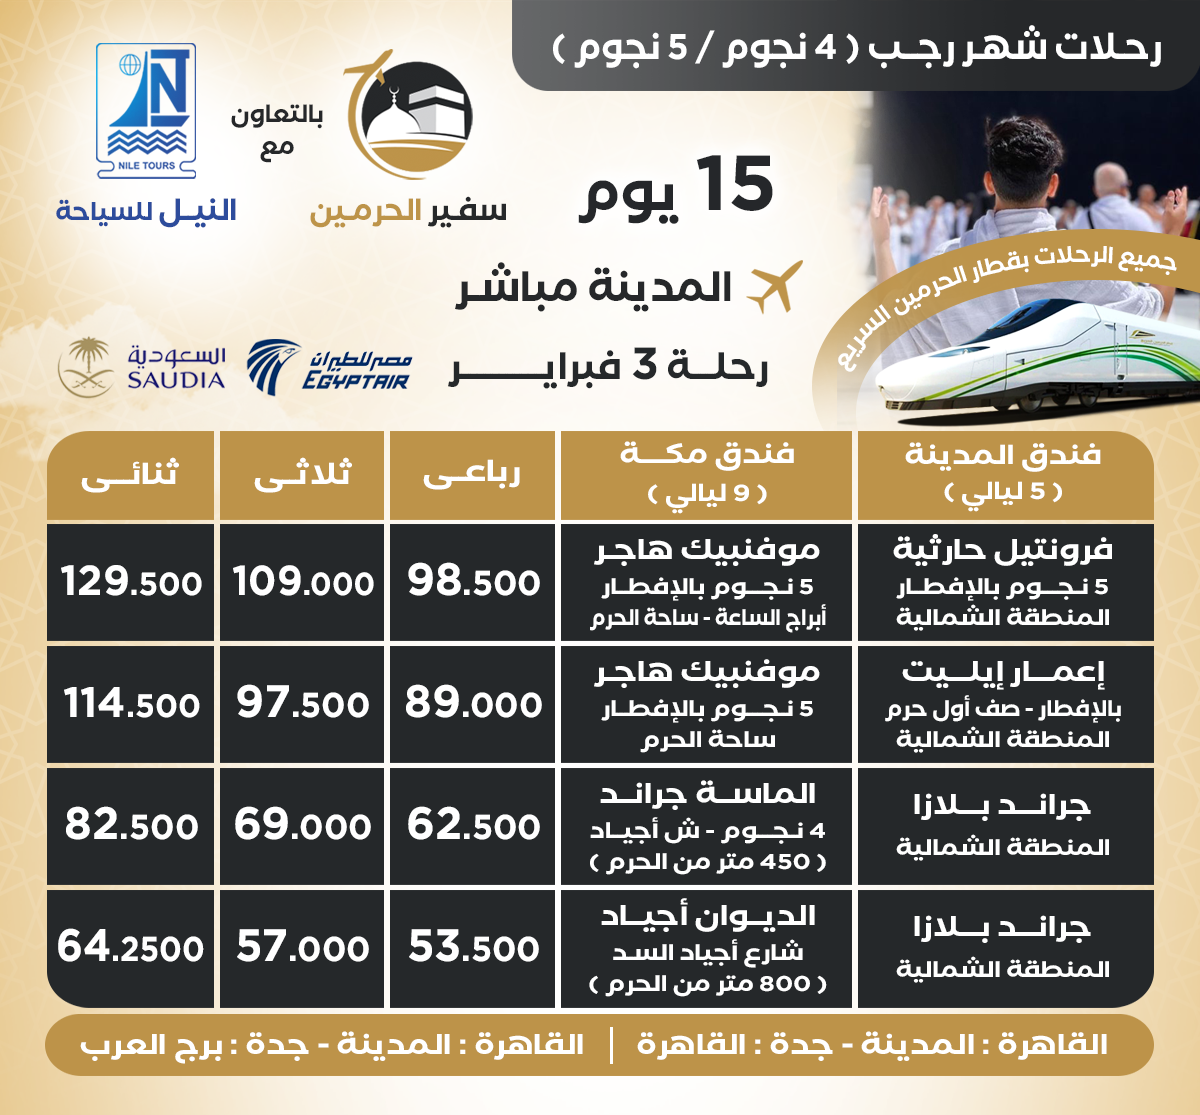 رحلات شهر رجب ( 4 نجوم / 5 نجوم )
NILE TOURS
النيل للسياحة
بالتعاون
مع
سفير الحرمين
15 يوم
المدينة مباشر
رحلة 3 فبراير
جميع الرحلات بقطار الحرمين السريع
مصر للطيران
EGYPTAIR
السعودية
SAUDIA
فندق المدينة
( 5 ليالي )
فندق مكة
( 9 ليالي )
رباعى
ثلاثى
ثنائى
فرونتيل حارثية
5 نجوم بالإفطار
المنطقة الشمالية
موفنبيك هاجر
5 نجوم بالإفطار
أبراج الساعة - ساحة الحرم
98.500
109.000
129.500
إعمار إيليت
بالإفطار - صف أول حرم
المنطقة الشمالية
موفنبيك هاجر
5 نجوم بالإفطار
ساحة الحرم
89.000
97.500
114.500
جراند بلازا
المنطقة الشمالية
الماسة جراند
4 نجوم - ش أجياد
( 450 متر من الحرم )
62.500
69.000
82.500
جراند بلازا
المنطقة الشمالية
الديوان أجياد
شارع أجياد السد
( 800 متر من الحرم )
53.500
57.000
64.2500
القاهرة : المدينة - جدة : القاهرة | القاهرة : المدينة - جدة : برج العرب